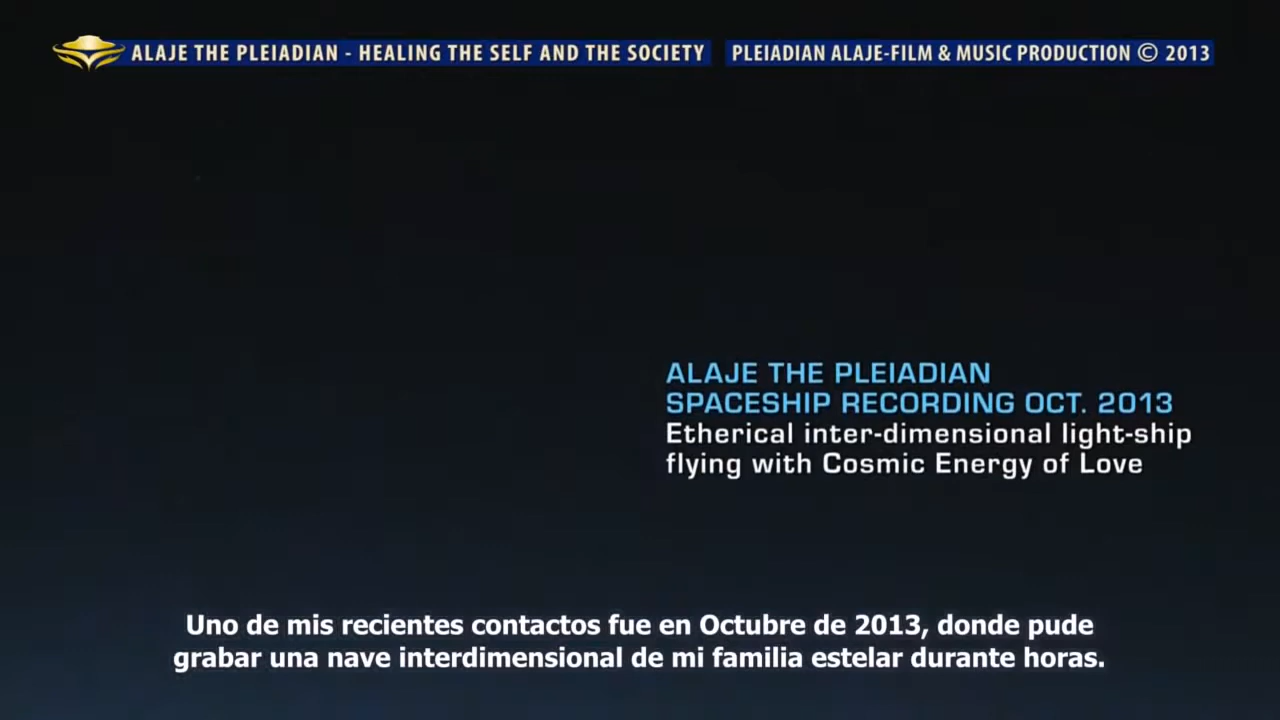 ALAJE THE PLEIADIAN - HEALING THE SELF AND THE SOCIETY PLEIADIAN ALAJE-FILM & MUSIC PRODUCTION © 2013
ALAJE THE PLEIADIAN
SPACESHIP RECORDING OCT. 2013
Etherical inter-dimensional light-ship
flying with Cosmic Energy of Love
Uno de mis recientes contactos fue en Octubre de 2013, donde pude
grabar una nave interdimensional de mi familia estelar durante horas.